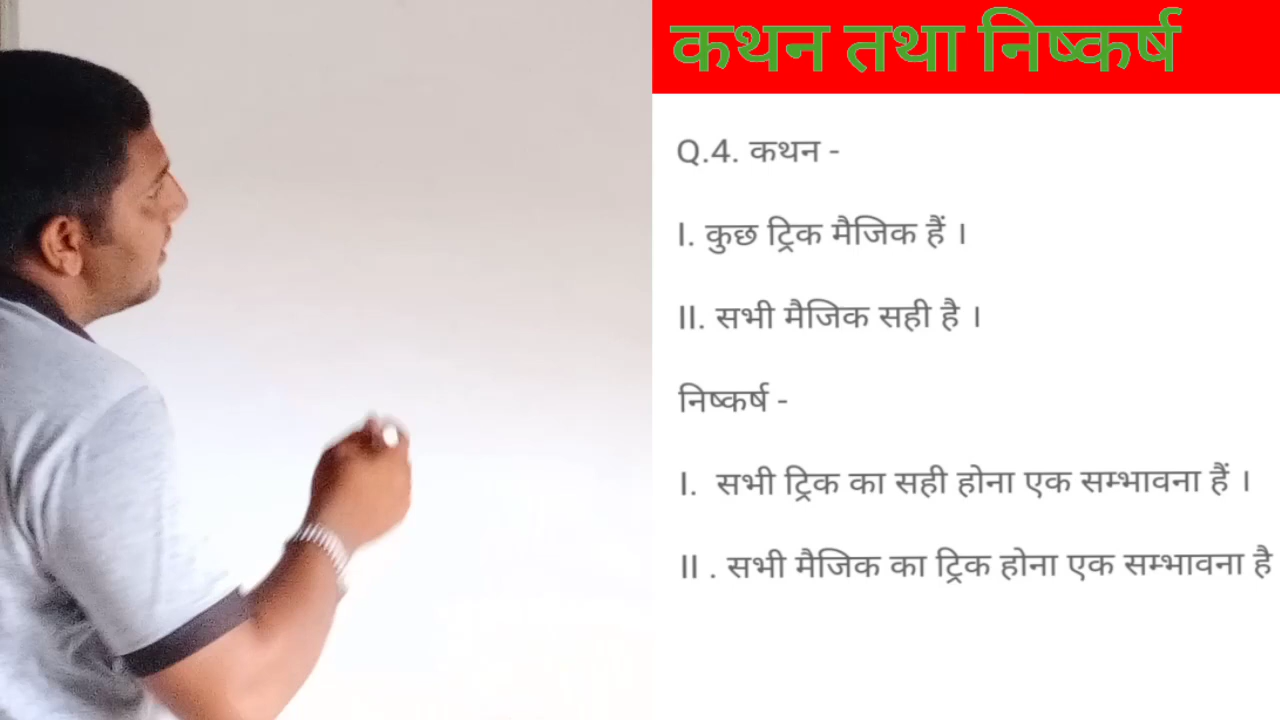 कथन तथा निष्कर्ष
Q.4. कथन -
I. कुछ ट्रिक मैजिक हैं ।
II. सभी मैजिक सही है ।
निष्कर्ष -
I. सभी ट्रिक का सही होना एक सम्भावना हैं ।
II . सभी मैजिक का ट्रिक होना एक सम्भावना है